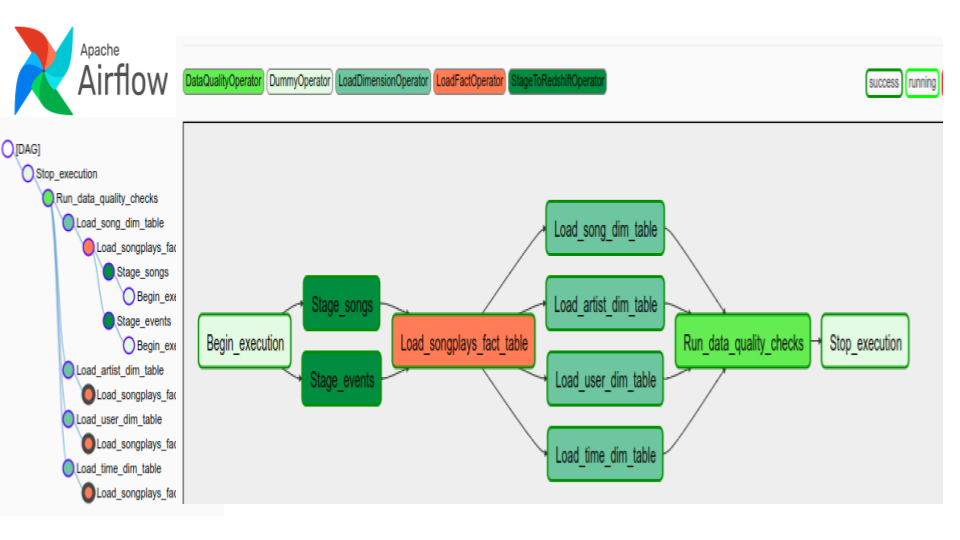 Apache
Airflow
DataQualityOperator DummyOperator LoadDimensionOperator LoadFactOperator StageToRedshiftOperator
success running
[DAG]
Stop_execution
Run_data_quality_checks
Load_song_dim_table
Load_songplays_fac
Stage_songs
Begin_exe
Stage_events
Begin_exe
Load_artist_dim_table
Load_songplays_fac
Load_user_dim_table
Load_songplays_fac
Load_time_dim_table
Load_songplays_fac
Begin_execution
Stage_songs
Stage_events
Load_songplays_fact_table
Load_song_dim_table
Load_artist_dim_table
Load_user_dim_table
Load_time_dim_table
Run_data_quality_checks
Stop_execution